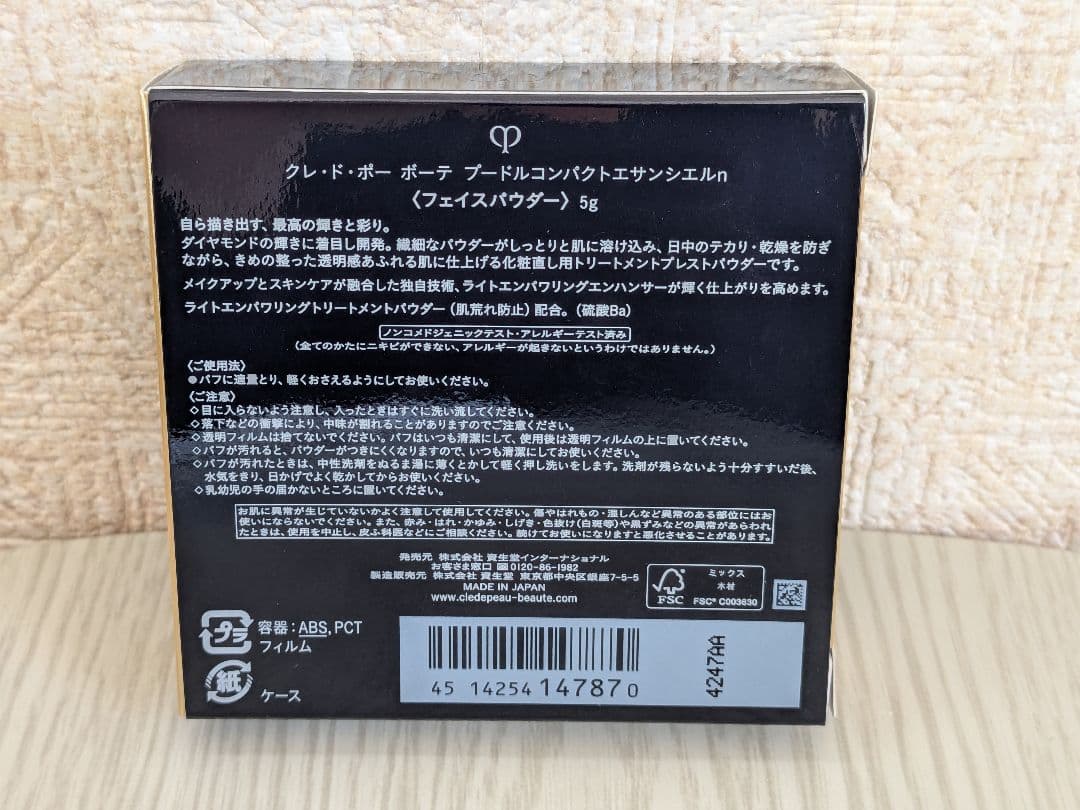 クレ・ド・ポー ボーテ プードルコンパクトエサンシエルn
〈フェイスパウダー〉5g
自ら描き出す、最高の輝きと彩り。
ダイヤモンドの輝きに着目し開発。繊細なパウダーがしっとりと肌に溶け込み、日中のテカリ・乾燥を防ぎ
ながら、きめの整った透明感あふれる肌に仕上げる化粧直し用トリートメントプレストパウダーです。
メイクアップとスキンケアが融合した独自技術、ライトエンパワリングエンハンサーが輝く仕上がりを高めます。
ライトエンパワリングトリートメントパウダー（肌荒れ防止）配合。（硫酸Ba）
ノンコメドジェニックテスト・アレルギーテスト済み
（全てのかたにニキビができない、アレルギーが起きないというわけではありません。）
〈ご使用法〉
●パフに適量とり、軽くおさえるようにしてお使いください。
〈ご注意〉
◇目に入らないよう注意し、入ったときはすぐに洗い流してください。
◇落下などの衝撃により、中味が割れることがありますのでご注意ください。
◇透明フィルムは捨てないでください。パフはいつも清潔にして、使用後は透明フィルムの上に置いてください。
◇パフが汚れると、パウダーがつきにくくなりますので、いつも清潔にしてお使いください。
◇パフが汚れたときは、中性洗剤をぬるま湯に薄くとかして軽く押し洗いをします。洗剤が残らないよう十分すすいだ後、
水気をきり、日かげでよく乾かしてからお使いください。
◇乳幼児の手の届かないところに置いてください。
お肌に異常が生じていないかよく注意して使用してください。傷やはれもの・湿しんなど異常のある部位にはお
使いにならないでください。また、赤み・はれ・かゆみ・しげき・色抜け(白斑等)や黒ずみなどの異常があらわれ
たときは、使用を中止し、皮ふ科医などにご相談ください。続けてお使いになりますと悪化させることがあります。
発売元 株式会社 資生堂インターナショナル
お客さま窓口 0120-86-1982
製造販売元 株式会社 資生堂 東京都中央区銀座7-5-5
MADE IN JAPAN
www.cledepeau-beaute.com
FSC
ミックス
木材
FSC® C003630
プラ
容器：ABS,PCT
フィルム
紙
ケース
45 14254 14787 0
4247AA